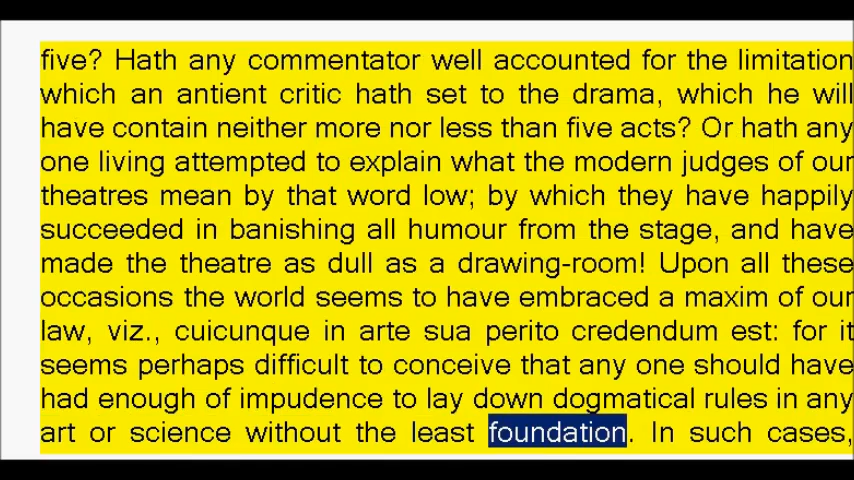 five? Hath any commentator well accounted for the limitation
which an antient critic hath set to the drama, which he will
have contain neither more nor less than five acts? Or hath any
one living attempted to explain what the modern judges of our
theatres mean by that word low; by which they have happily
succeeded in banishing all humour from the stage, and have
made the theatre as dull as a drawing-room! Upon all these
occasions the world seems to have embraced a maxim of our
law, viz., cuicunque in arte sua perito credendum est: for it
seems perhaps difficult to conceive that any one should have
had enough of impudence to lay down dogmatical rules in any
art or science without the least foundation. In such cases,